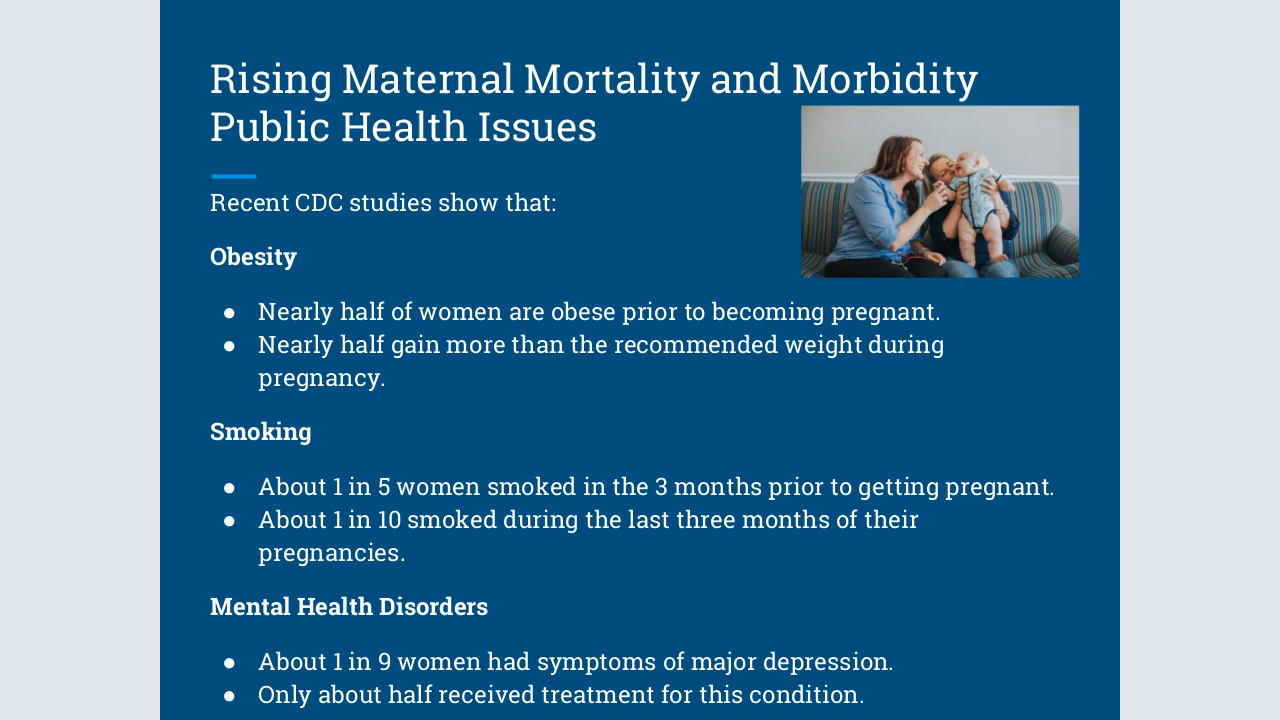 Rising Maternal Mortality and Morbidity
Public Health Issues
Recent CDC studies show that:
Obesity
● Nearly half of women are obese prior to becoming pregnant.
● Nearly half gain more than the recommended weight during
pregnancy.
Smoking
● About 1 in 5 women smoked in the 3 months prior to getting pregnant.
● About 1 in 10 smoked during the last three months of their
pregnancies.
Mental Health Disorders
● About 1 in 9 women had symptoms of major depression.
● Only about half received treatment for this condition.